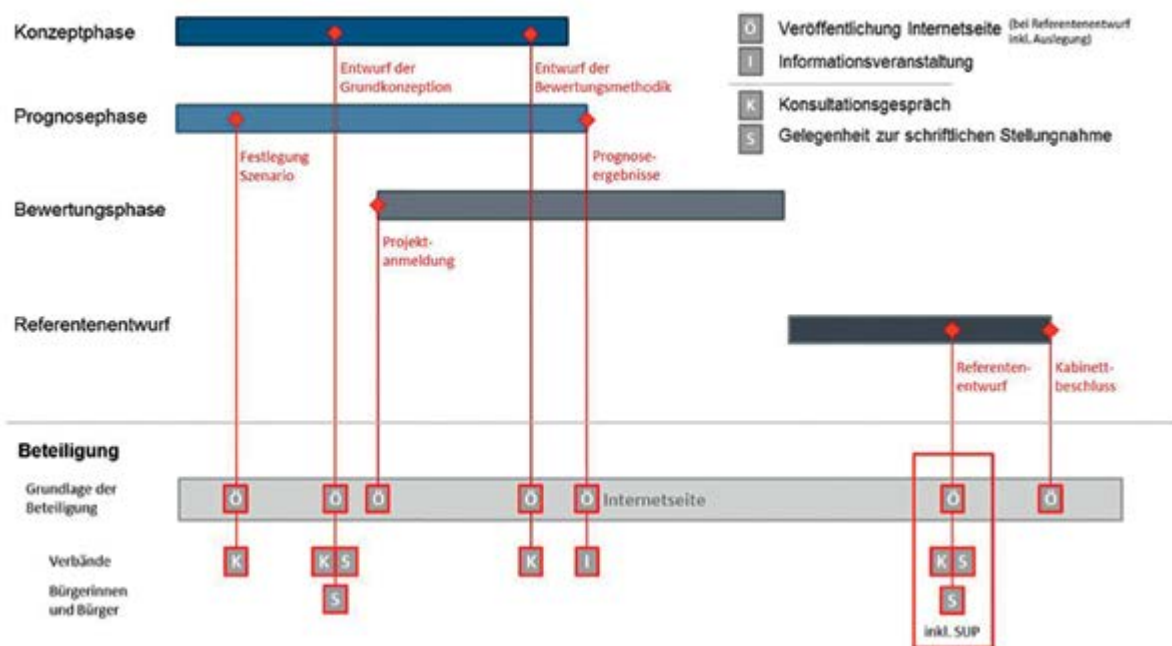 Konzeptphase
Ö Veröffentlichung Internetseite (bei Referentenentwurf
inkl. Auslegung)
I Informationsveranstaltung
Entwurf der
Grundkonzeption
Entwurf der
Bewertungsmethodik
K Konsultationsgespräch
S Gelegenheit zur schriftlichen Stellungnahme
Prognosephase
Festlegung
Szenario
Prognose-
ergebnisse
Bewertungsphase
Projekt-
anmeldung
Referentenentwurf
Referenten-
entwurf
Kabinett-
beschluss
Beteiligung
Grundlage der
Beteiligung
Ö Ö Ö Ö Ö Internetseite Ö Ö
Verbände
K K S K I K S
Bürgerinnen
und Bürger
S S
inkl. SUP